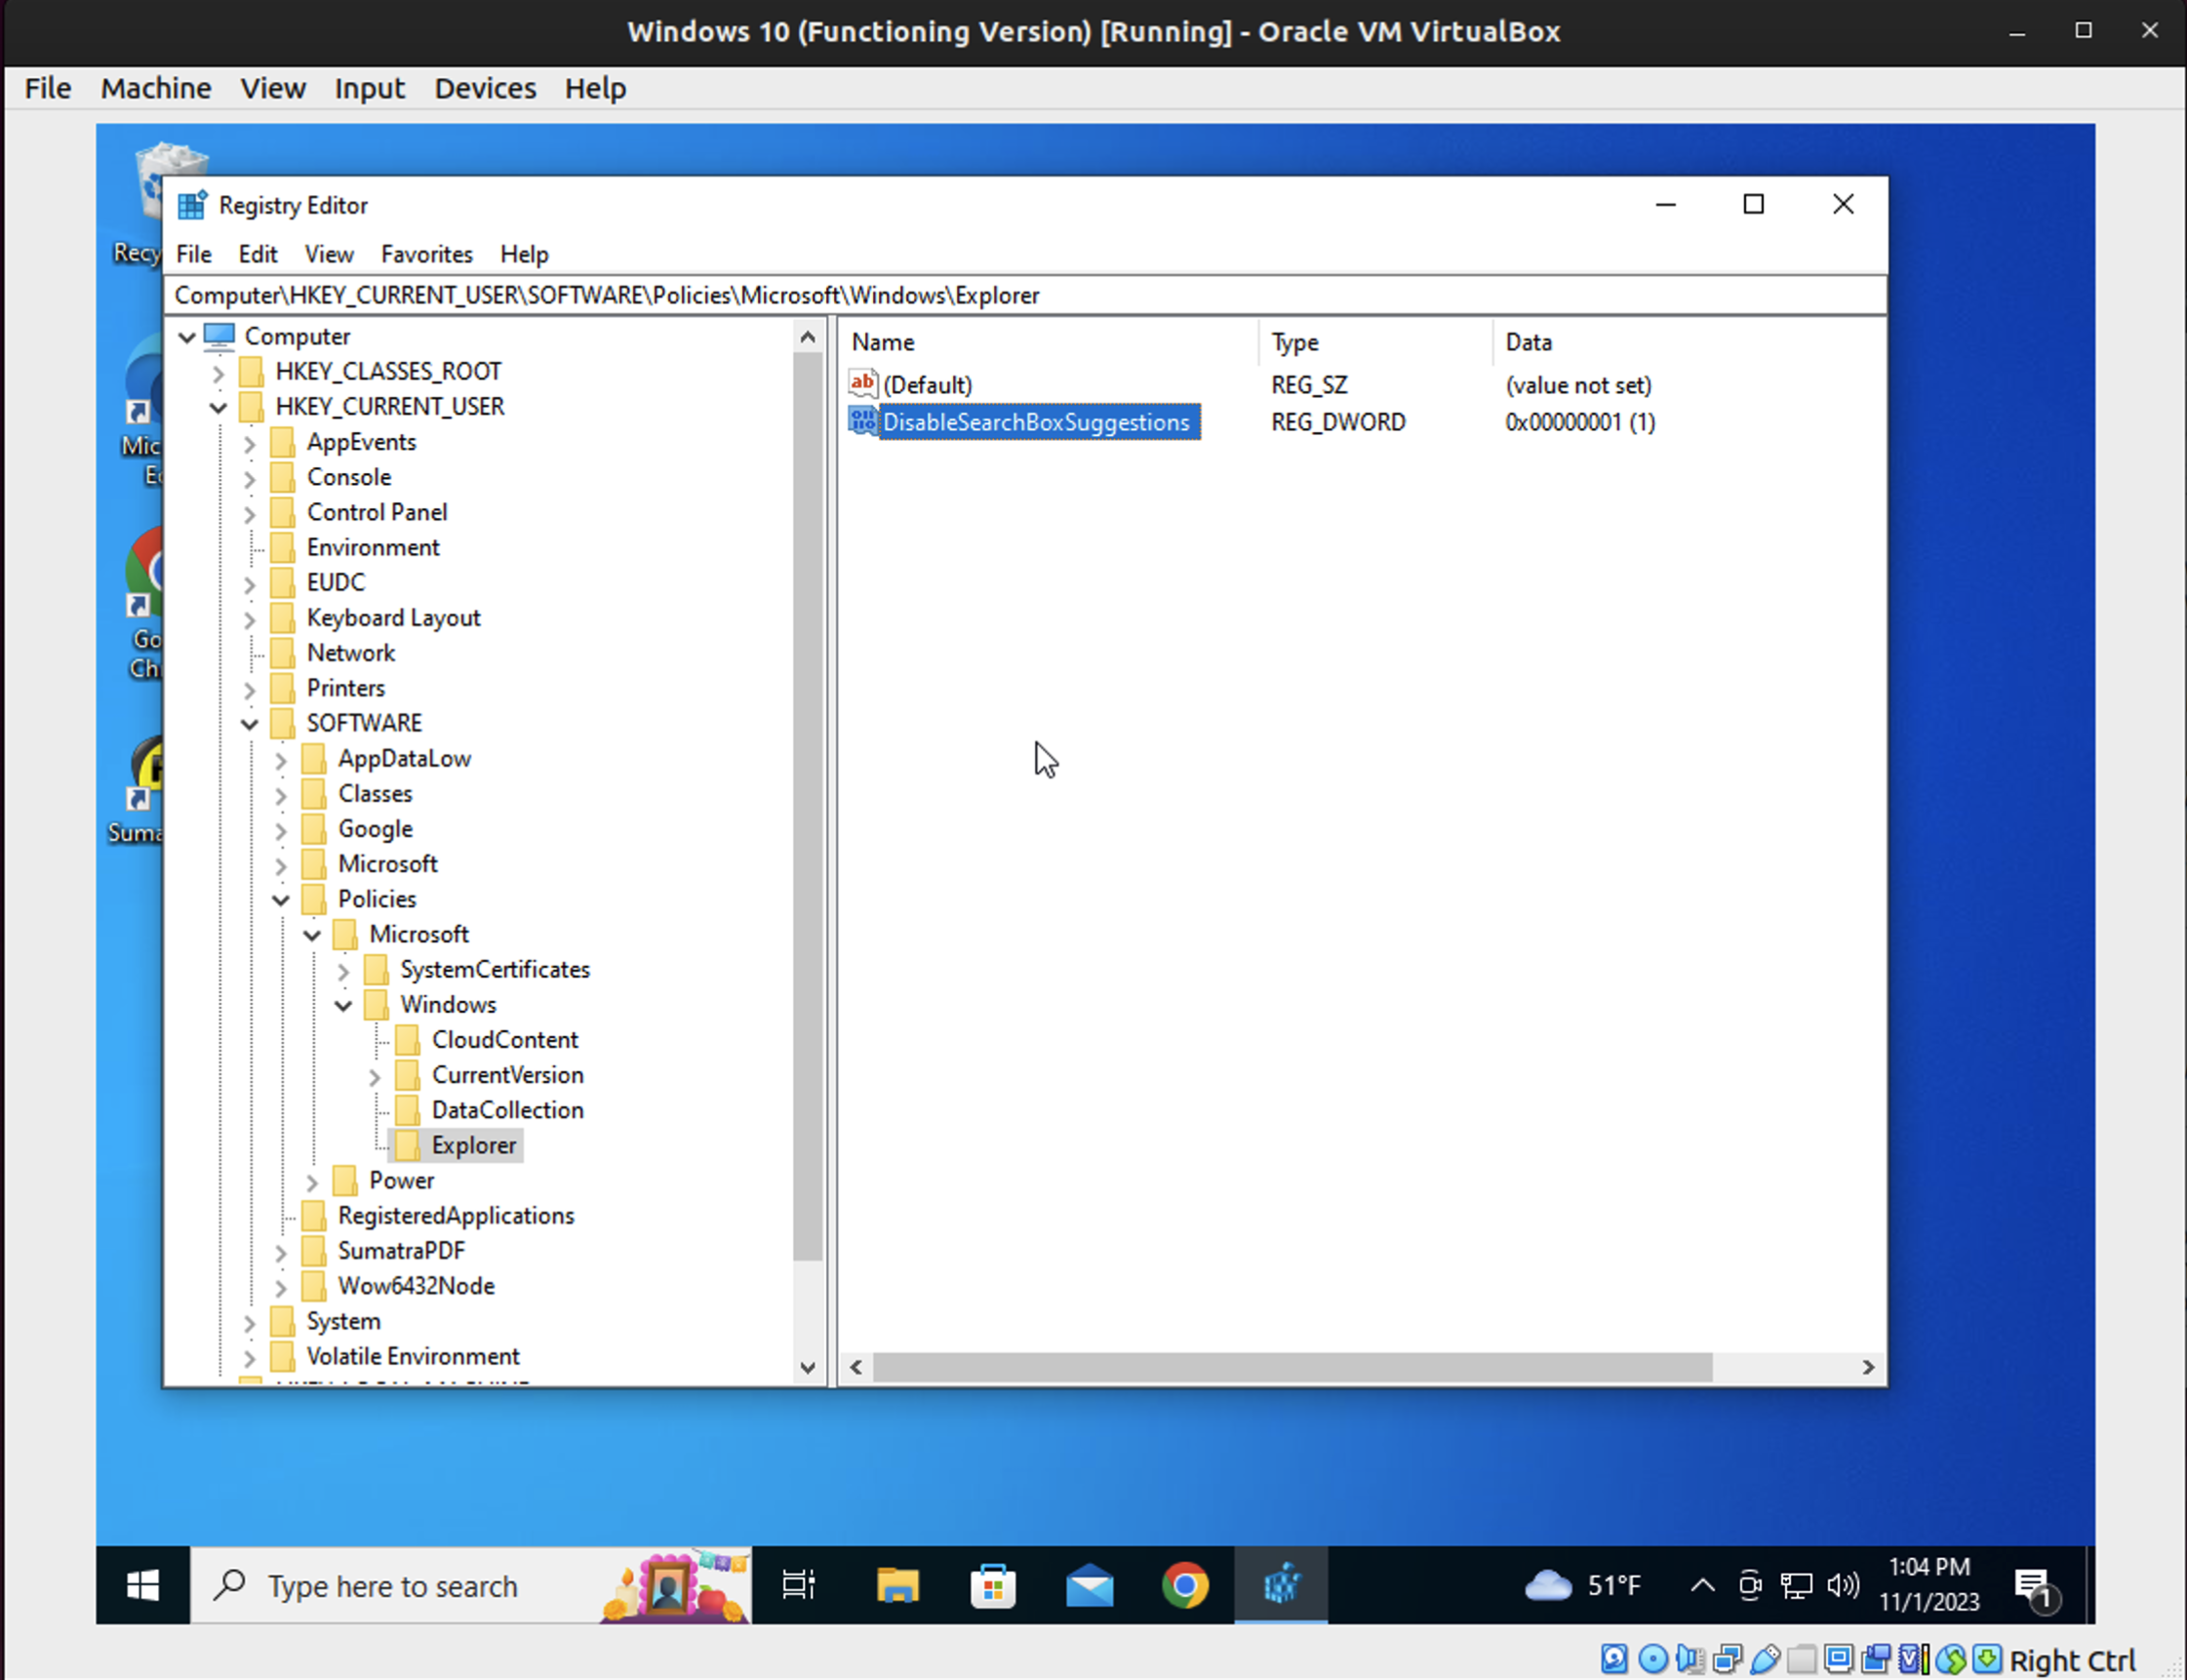 Windows 10 (Functioning Version) [Running] - Oracle VM VirtualBox
File Machine View Input Devices Help
Registry Editor
File Edit View Favorites Help
Computer\HKEY_CURRENT_USER\SOFTWARE\Policies\Microsoft\Windows\Explorer
Computer
HKEY_CLASSES_ROOT
HKEY_CURRENT_USER
AppEvents
Console
Control Panel
Environment
EUDC
Keyboard Layout
Network
Printers
SOFTWARE
AppDataLow
Classes
Google
Microsoft
Policies
Microsoft
SystemCertificates
Windows
CloudContent
CurrentVersion
DataCollection
Explorer
Power
RegisteredApplications
SumatraPDF
Wow6432Node
System
Volatile Environment
Name Type Data
(Default) REG_SZ (value not set)
DisableSearchBoxSuggestions REG_DWORD 0x00000001 (1)
Recy
Mic
Ed
Go
Ch
Suma
Type here to search
51°F
1:04 PM
11/1/2023
1
Right Ctrl